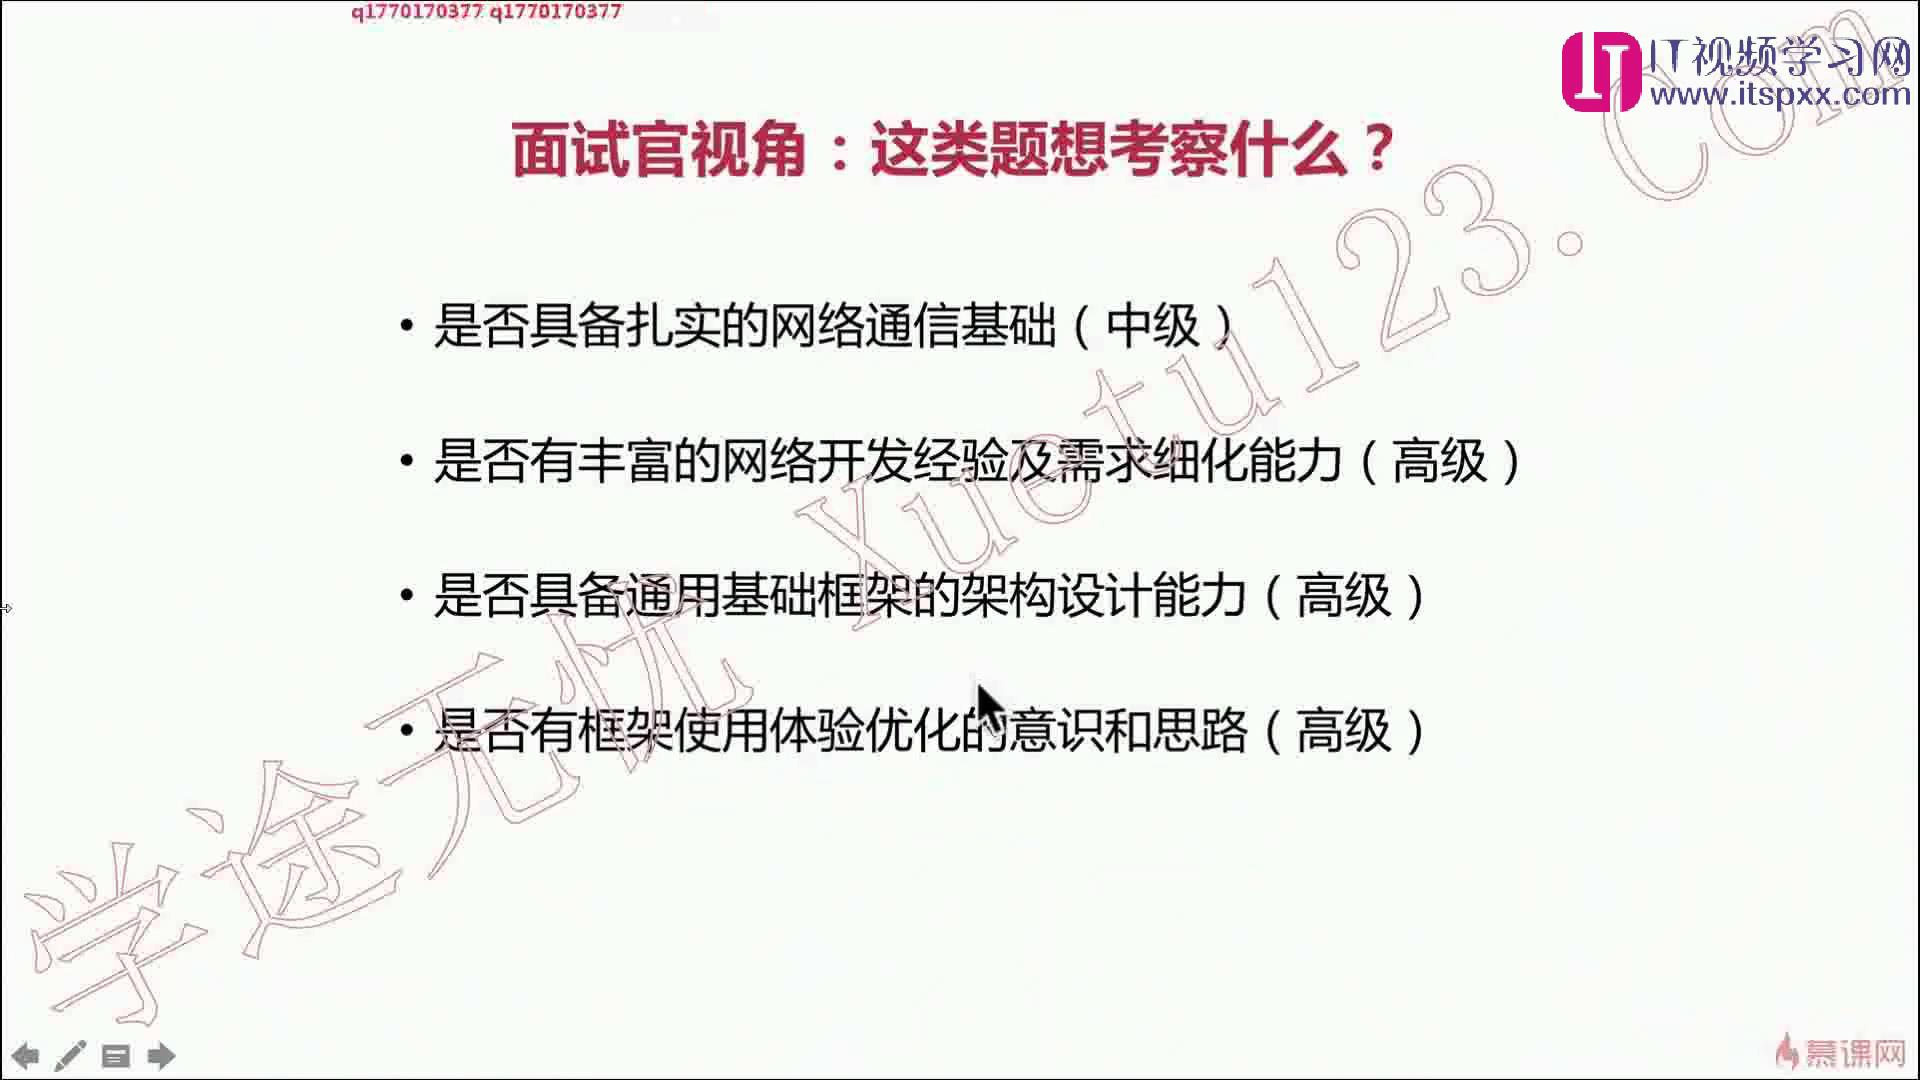 q1770170377 q1770170377
IT视频学习网
www.itspxx.com
面试官视角：这类题想考察什么？
• 是否具备扎实的网络通信基础（中级）
• 是否有丰富的网络开发经验及需求细化能力（高级）
• 是否具备通用基础框架的架构设计能力（高级）
• 是否有框架使用体验优化的意识和思路（高级）
学途无忧 Xuetu123.Com
慕课网